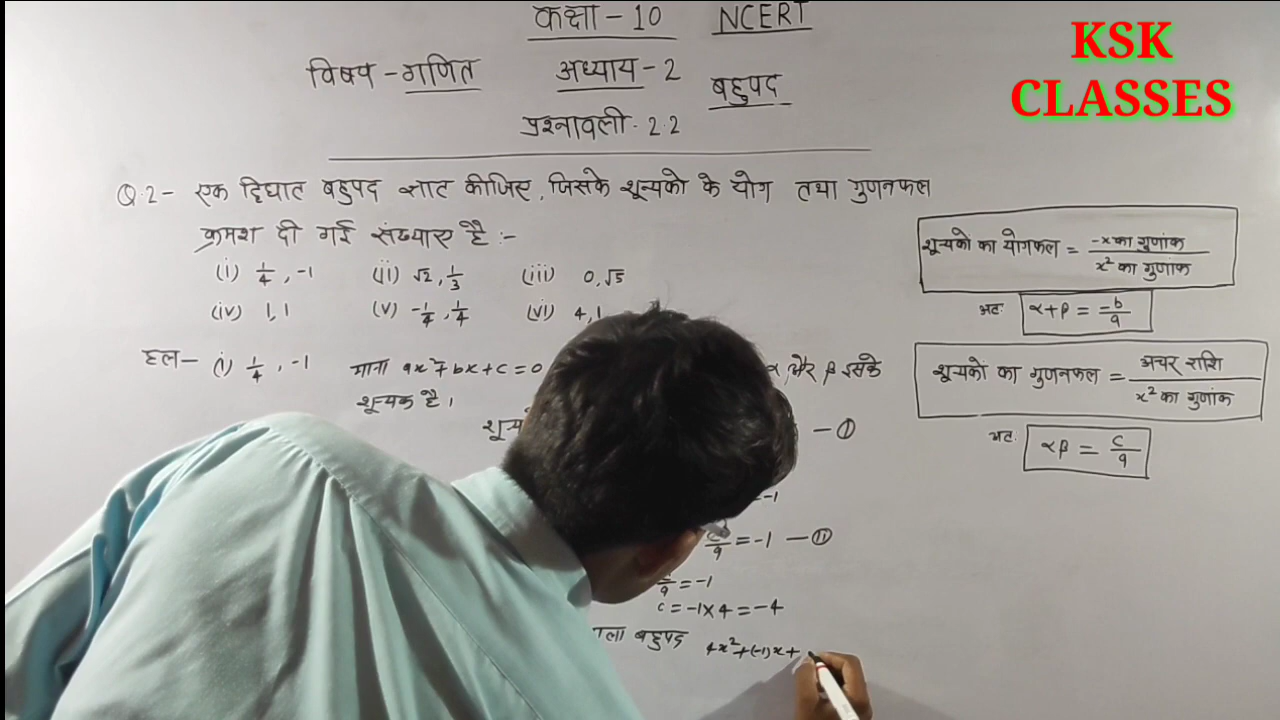 कक्षा - 10 NCERT
KSK
CLASSES
विषय - गणित अध्याय - 2 बहुपद
प्रश्नावली. 2.2
Q.2- एक द्विघात बहुपद ज्ञात कीजिए, जिसके शून्यको के योग तथा गुणनफल
क्रमश दी गई संख्याए है :-
(i) 1/4, -1 (ii) √2, 1/3 (iii) 0, √5
(iv) 1, 1 (v) -1/4, 1/4 (vi) 4, 1
हल- (i) 1/4, -1 माना ax²+bx+c=0 α और β इसके
शून्यक है।
— ①
=-1
c/a = -1 — ⑪
a = -1
c = -1×4 = -4
बहुपद 4x²+(-1)x+
शून्यकों का योगफल = -x का गुणांक / x² का गुणांक
अतः α+β = -b/a
शून्यकों का गुणनफल = अचर राशि / x² का गुणांक
अतः αβ = c/a